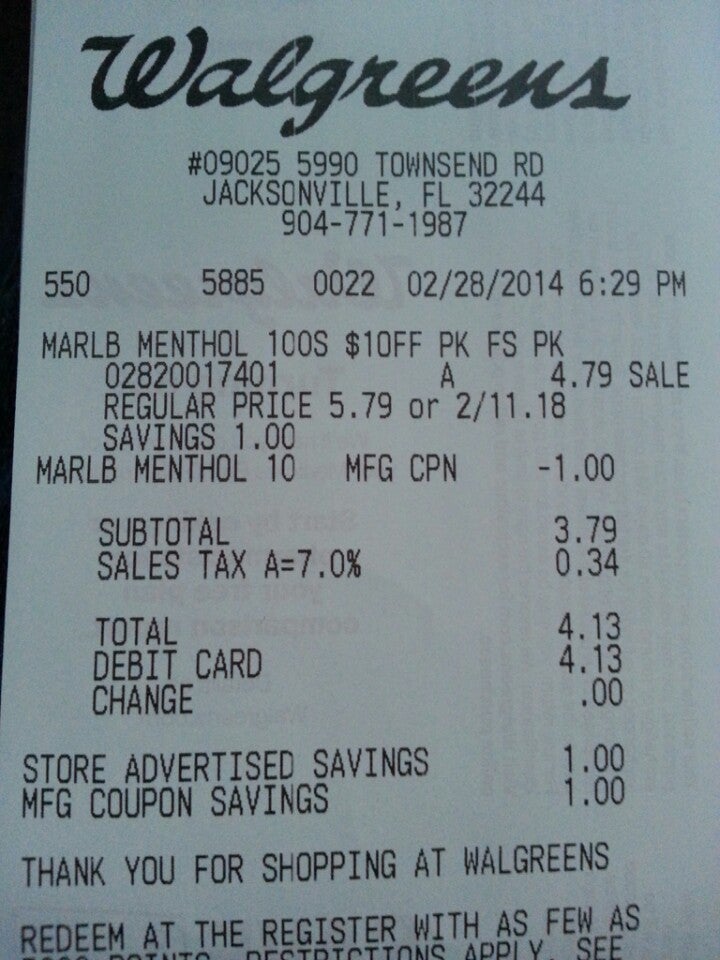 Walgreens
#09025 5990 TOWNSEND RD
JACKSONVILLE, FL 32244
904-771-1987
550 5885 0022 02/28/2014 6:29 PM
MARLB MENTHOL 100S $1OFF PK FS PK
02820017401 A 4.79 SALE
REGULAR PRICE 5.79 or 2/11.18
SAVINGS 1.00
MARLB MENTHOL 10 MFG CPN -1.00
SUBTOTAL 3.79
SALES TAX A=7.0% 0.34
TOTAL 4.13
DEBIT CARD 4.13
CHANGE .00
STORE ADVERTISED SAVINGS 1.00
MFG COUPON SAVINGS 1.00
THANK YOU FOR SHOPPING AT WALGREENS
REDEEM AT THE REGISTER WITH AS FEW AS
POINTS. RESTRICTIONS APPLY. SEE